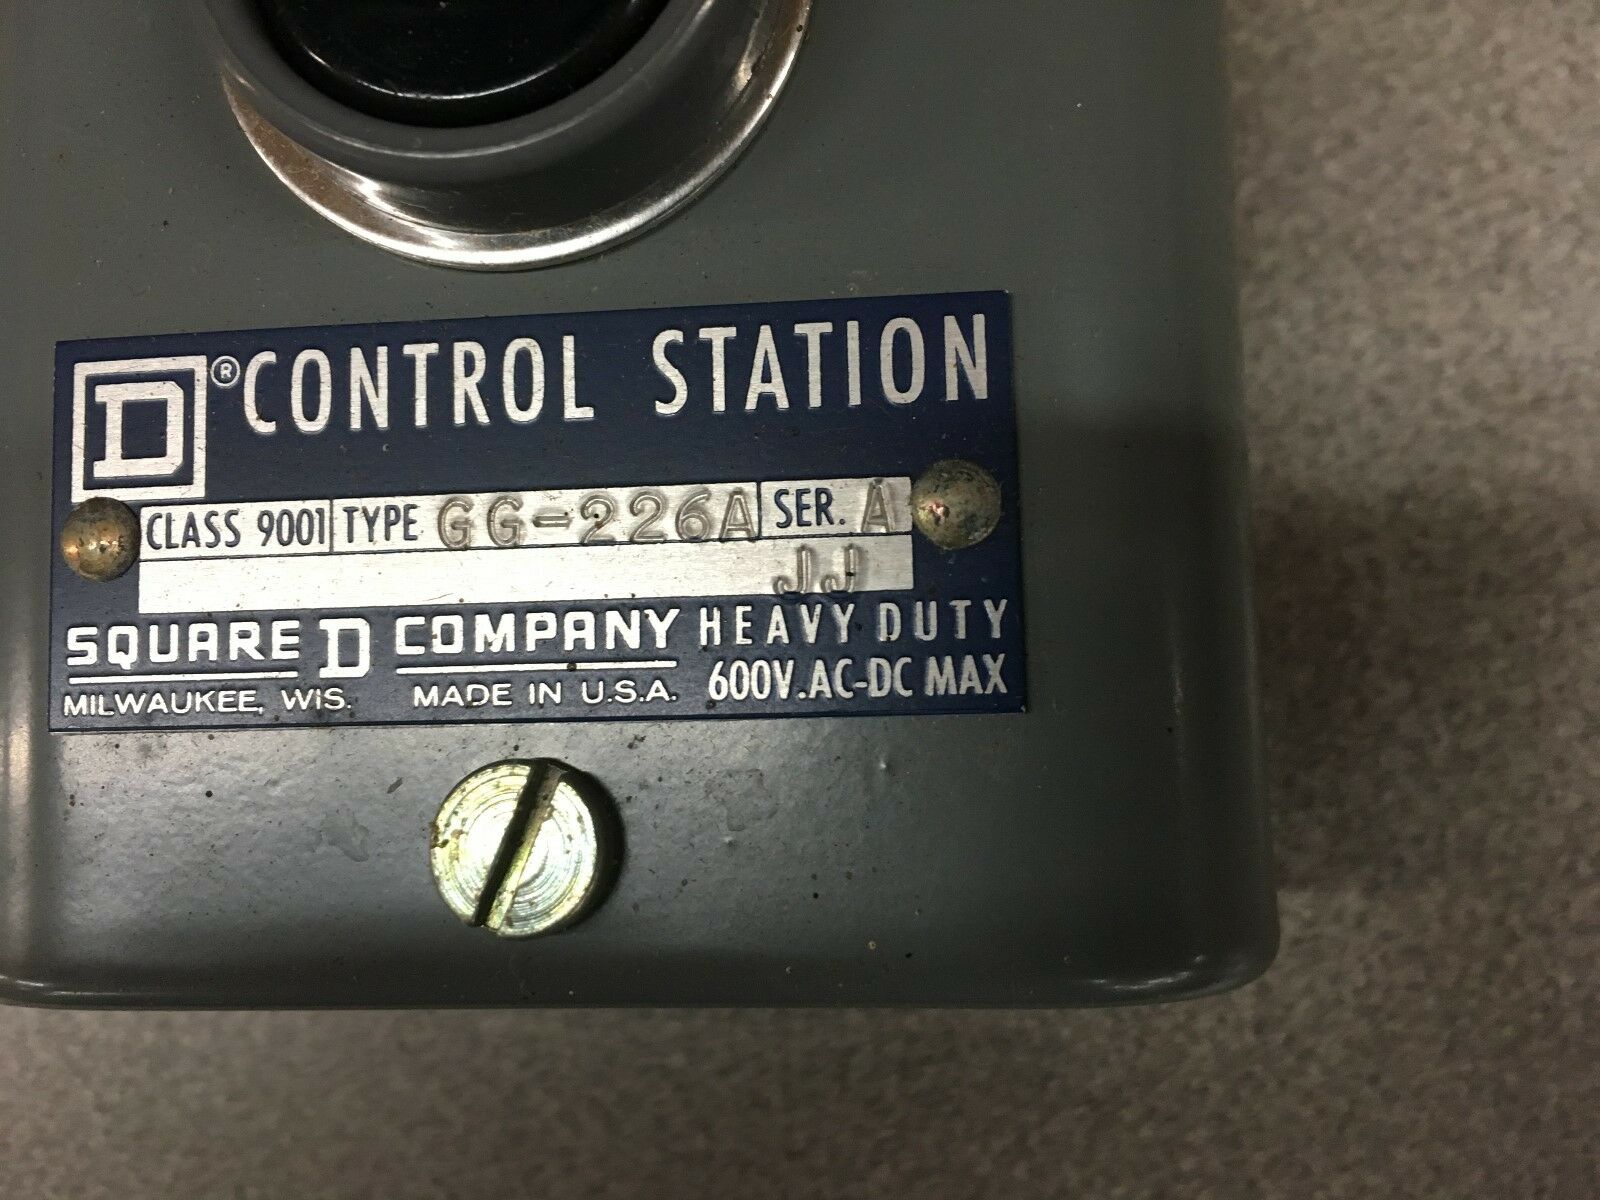 D® CONTROL STATION
CLASS 9001 TYPE GG-226A SER. A
JJ
SQUARE D COMPANY HEAVY DUTY
MILWAUKEE, WIS. MADE IN U.S.A. 600V.AC-DC MAX